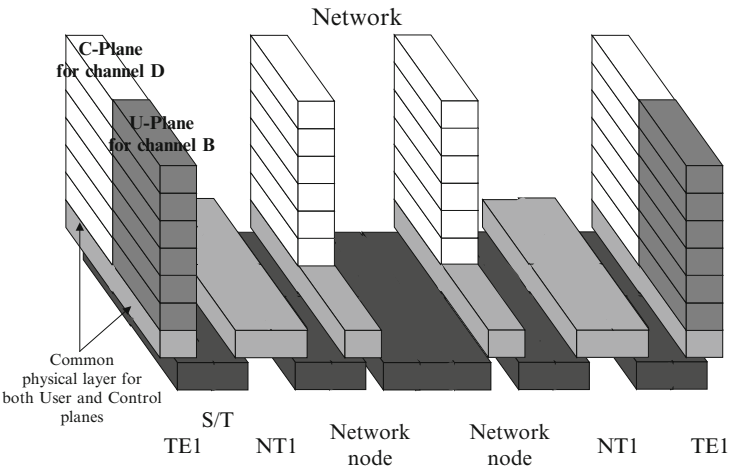 Network
C-Plane
for channel D
U-Plane
for channel B
Common
physical layer for
both User and Control
planes
S/T
TE1
NT1
Network
node
Network
node
NT1
TE1